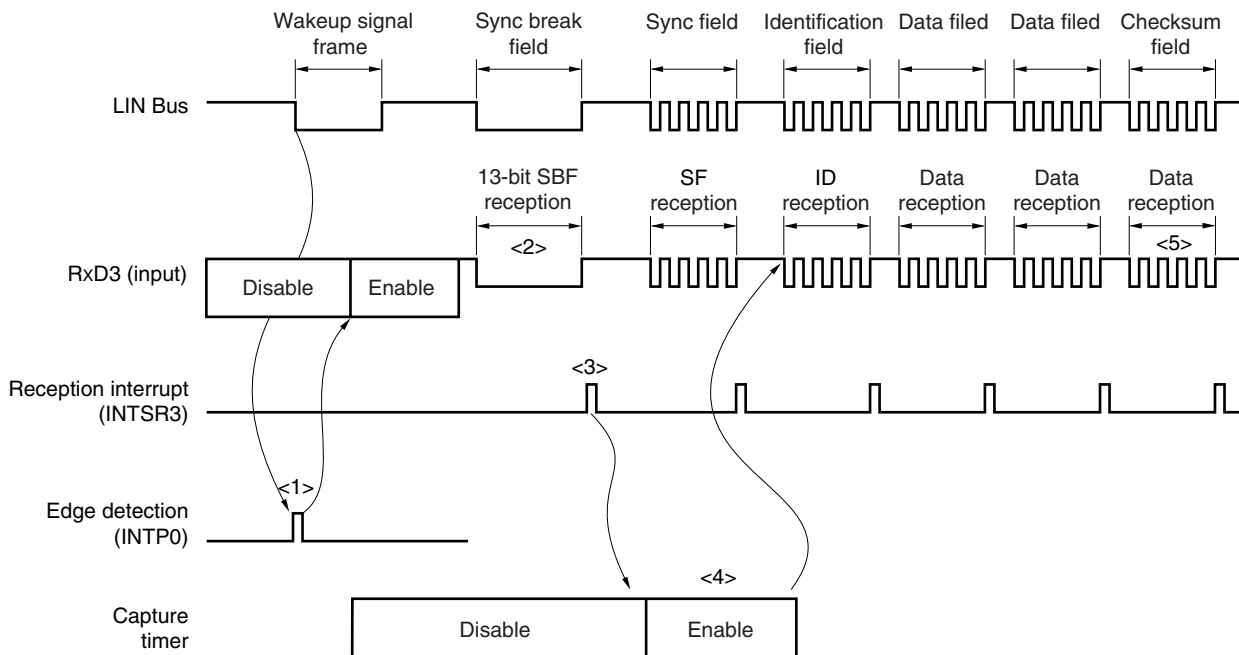 Wakeup signal
frame
Sync break
field
Sync field
Identification
field
Data filed
Data filed
Checksum
field
LIN Bus
13-bit SBF
reception
SF
reception
ID
reception
Data
reception
Data
reception
Data
reception
<2>
<5>
RxD3 (input)
Disable
Enable
<3>
Reception interrupt
(INTSR3)
<1>
Edge detection
(INTP0)
<4>
Capture
timer
Disable
Enable